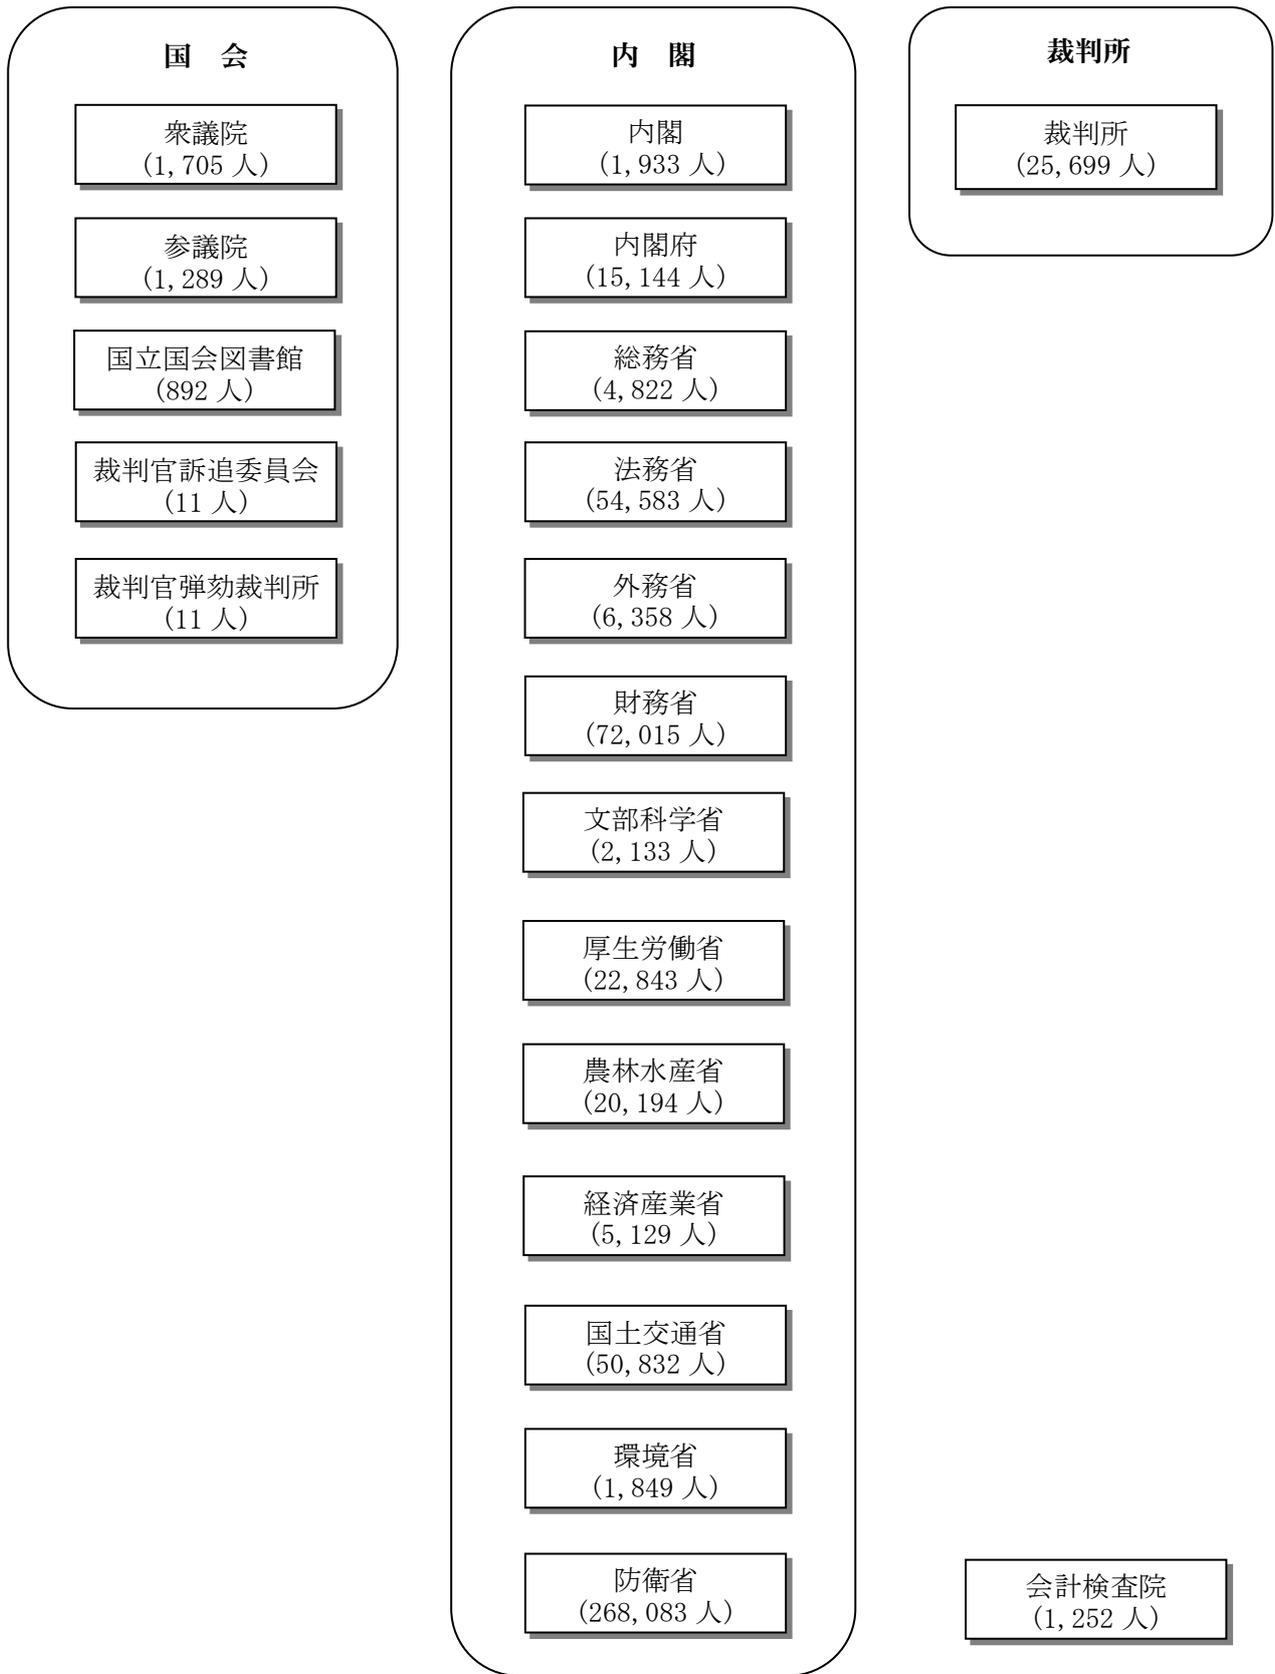 国 会
衆議院
(1,705 人)
参議院
(1,289 人)
国立国会図書館
(892 人)
裁判官訴追委員会
(11 人)
裁判官弾劾裁判所
(11 人)
内 閣
内閣
(1,933 人)
内閣府
(15,144 人)
総務省
(4,822 人)
法務省
(54,583 人)
外務省
(6,358 人)
財務省
(72,015 人)
文部科学省
(2,133 人)
厚生労働省
(22,843 人)
農林水産省
(20,194 人)
経済産業省
(5,129 人)
国土交通省
(50,832 人)
環境省
(1,849 人)
防衛省
(268,083 人)
裁判所
裁判所
(25,699 人)
会計検査院
(1,252 人)